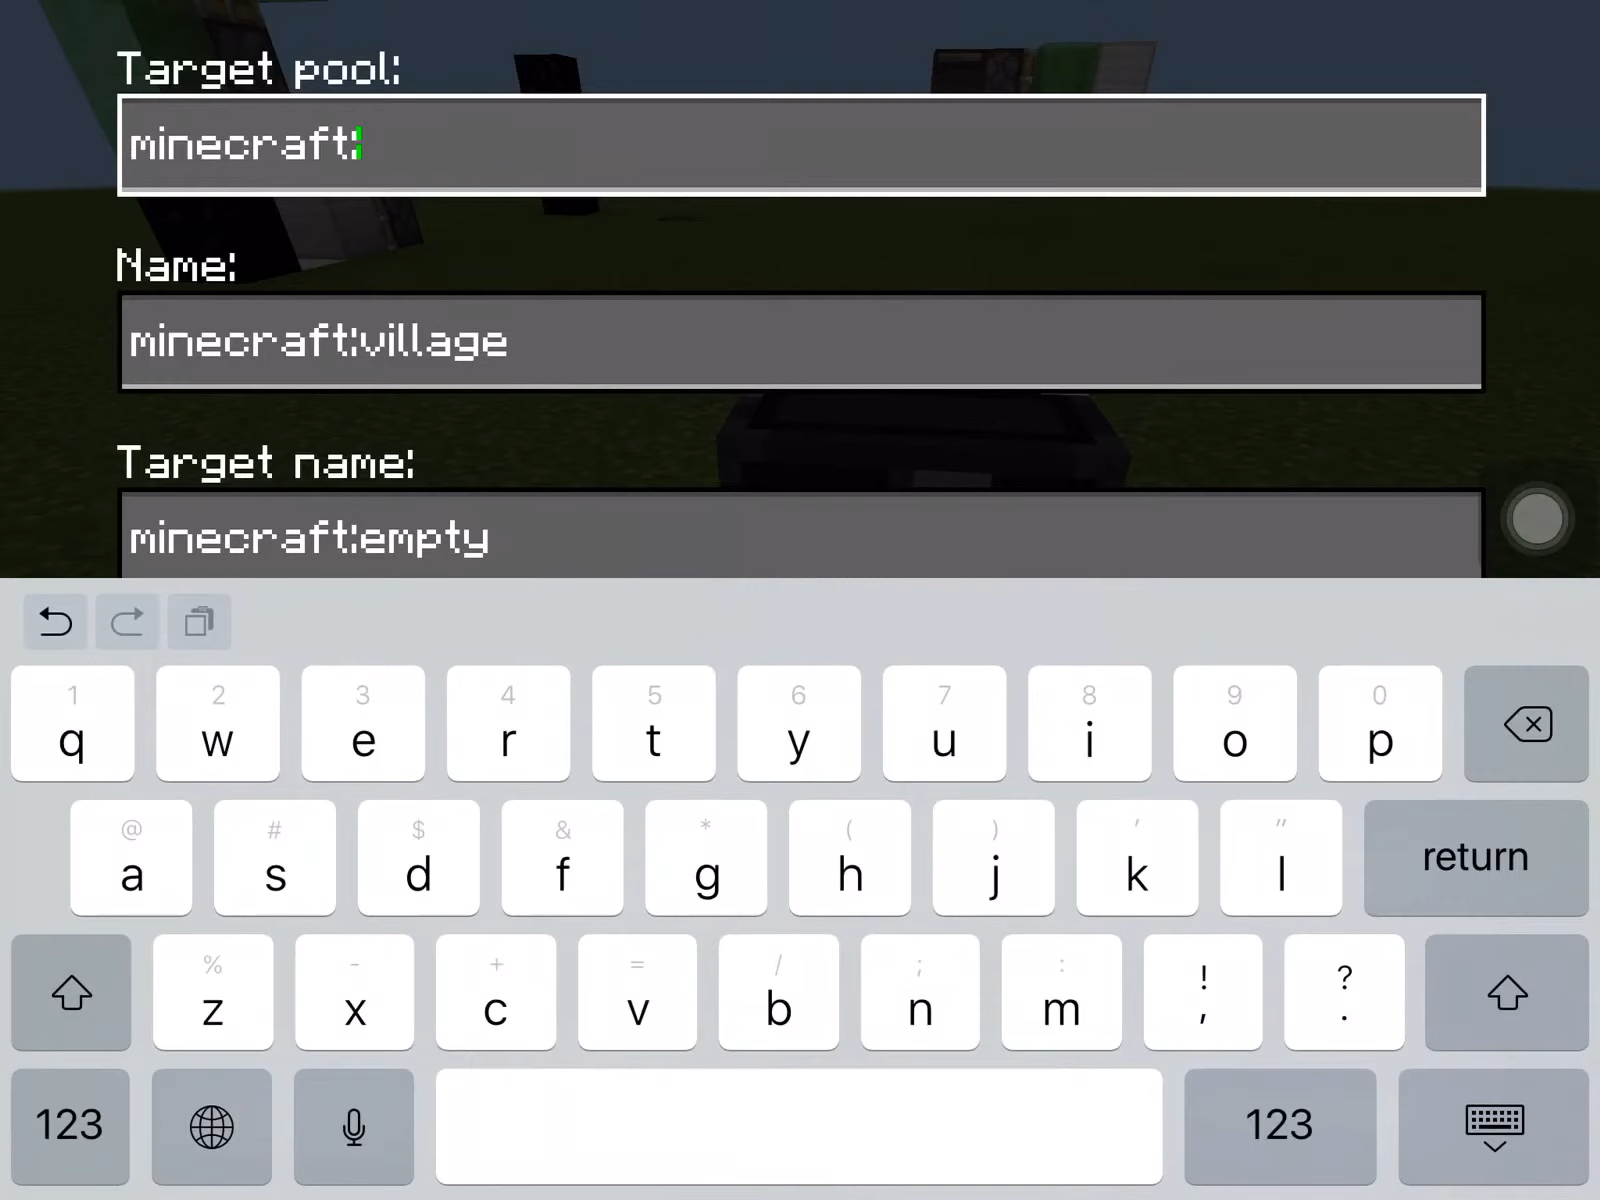 Target pool:
minecraft:
Name:
minecraft:village
Target name:
minecraft:empty
1 2 3 4 5 6 7 8 9 0
q w e r t y u i o p
@ # $ & * ( ) ' "
a s d f g h j k l return
% - + = / ; : ! ?
z x c v b n m , .
123 123